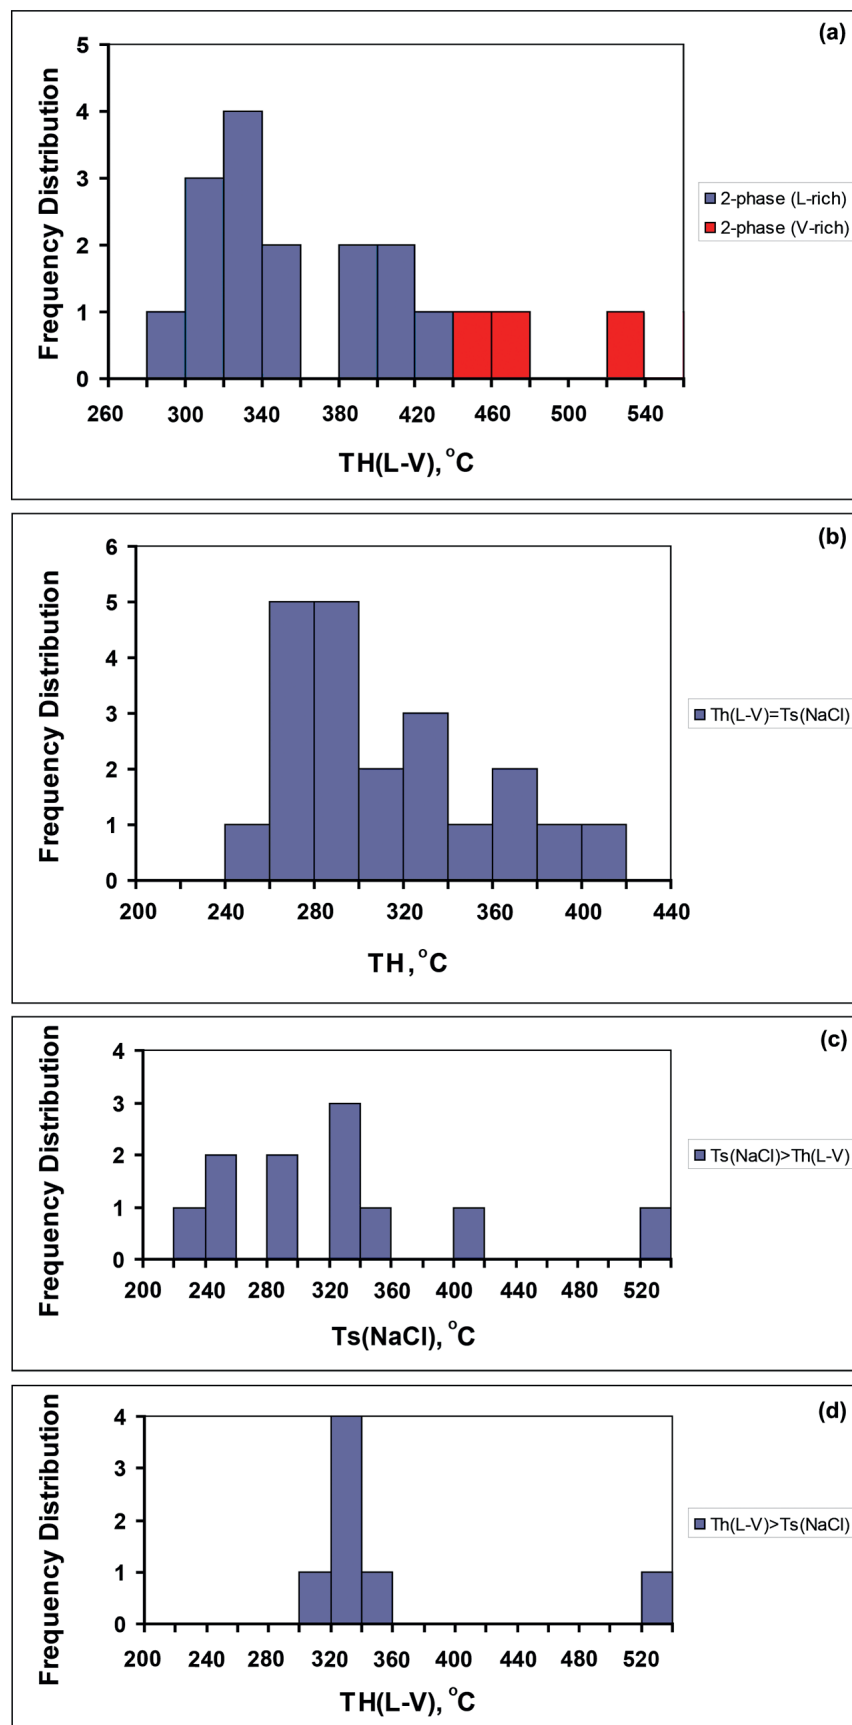 (a)
Frequency Distribution
5
4
3
2
1
0
260 300 340 380 420 460 500 540
TH(L-V), °C
2-phase (L-rich)
2-phase (V-rich)
(b)
Frequency Distribution
6
5
4
3
2
1
0
200 240 280 320 360 400 440
TH, °C
Th(L-V)=Ts(NaCl)
(c)
Frequency Distribution
4
3
2
1
0
200 240 280 320 360 400 440 480 520
Ts(NaCl), °C
Ts(NaCl)>Th(L-V)
(d)
Frequency Distribution
4
3
2
1
0
200 240 280 320 360 400 440 480 520
TH(L-V), °C
Th(L-V)>Ts(NaCl)